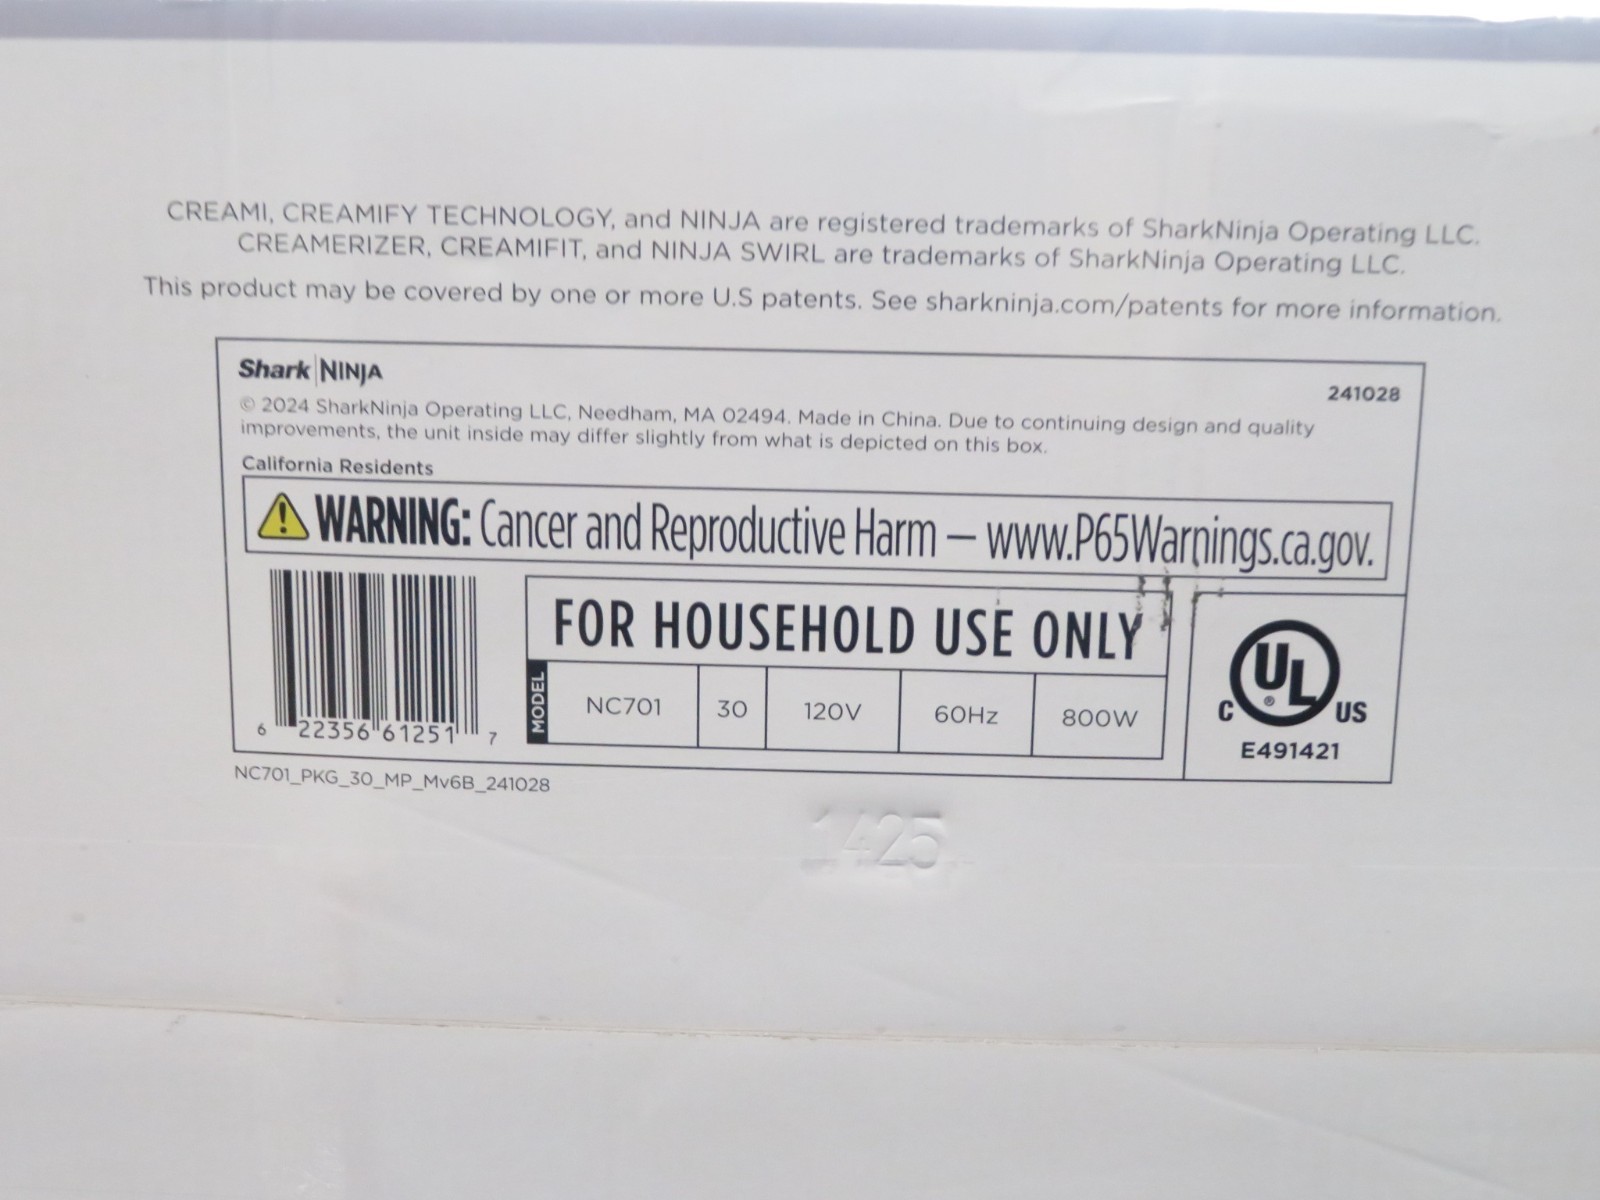 CREAMI, CREAMIFY TECHNOLOGY, and NINJA are registered trademarks of SharkNinja Operating LLC.
CREAMERIZER, CREAMIFIT, and NINJA SWIRL are trademarks of SharkNinja Operating LLC.
This product may be covered by one or more U.S patents. See sharkninja.com/patents for more information.
Shark|NINJA
241028
© 2024 SharkNinja Operating LLC, Needham, MA 02494. Made in China. Due to continuing design and quality
improvements, the unit inside may differ slightly from what is depicted on this box.
California Residents
WARNING: Cancer and Reproductive Harm — www.P65Warnings.ca.gov.
FOR HOUSEHOLD USE ONLY
MODEL NC701 30 120V 60Hz 800W
6 22356 61251 7
C UL ® US
E491421
NC701_PKG_30_MP_Mv6B_241028
1425